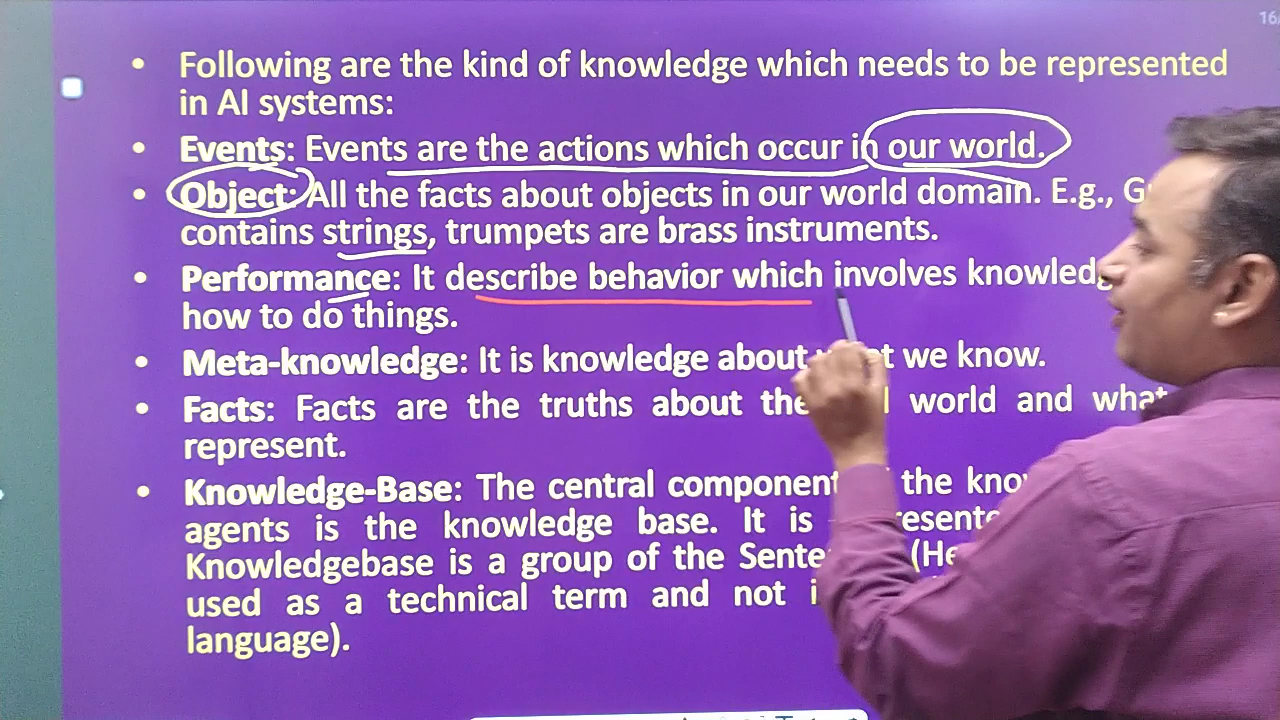 16
• Following are the kind of knowledge which needs to be represented
in AI systems:
• Events: Events are the actions which occur in our world.
• Object: All the facts about objects in our world domain. E.g.,
contains strings, trumpets are brass instruments.
• Performance: It describe behavior which involves
how to do things.
• Meta-knowledge: It is knowledge about we know.
• Facts: Facts are the truths about the world and what
represent.
• Knowledge-Base: The central component the
agents is the knowledge base. It is
Knowledgebase is a group of the
used as a technical term and not
language).